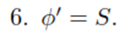 6. ϕ′ = S.